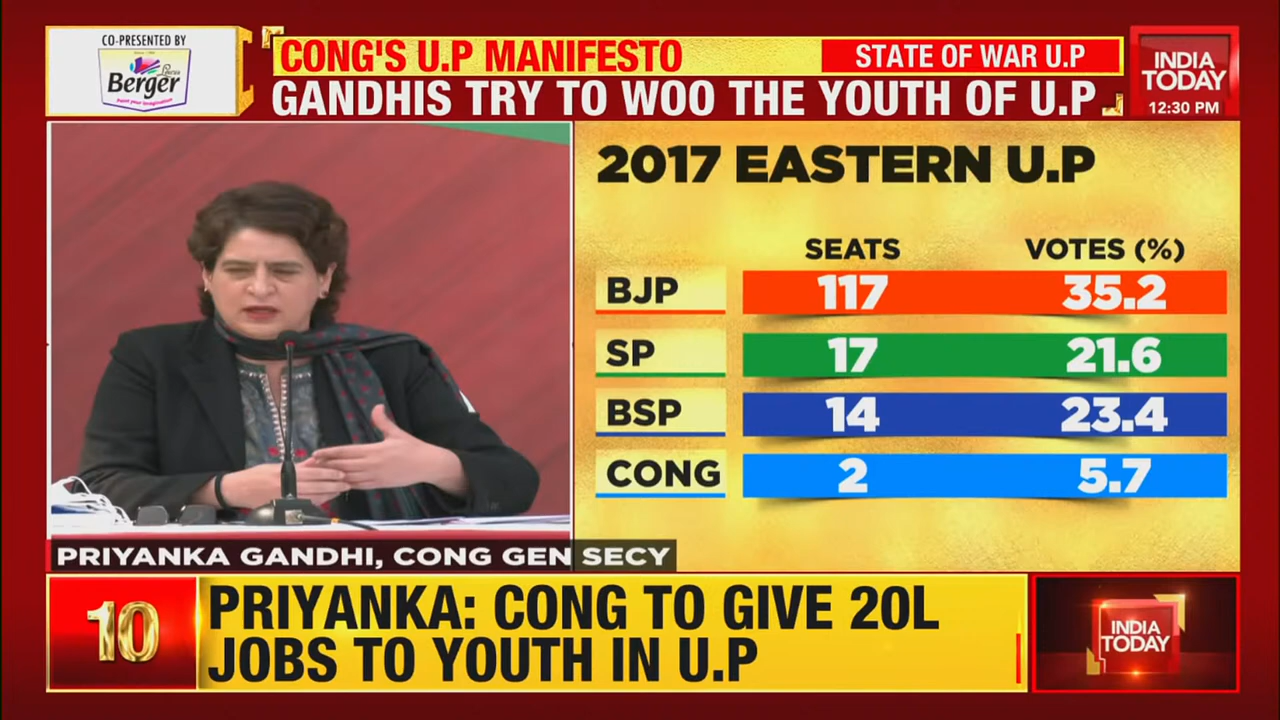 CO-PRESENTED BY
Berger
Paint your imagination
CONG'S U.P MANIFESTO
STATE OF WAR U.P
GANDHIS TRY TO WOO THE YOUTH OF U.P
INDIA
TODAY
12:30 PM
2017 EASTERN U.P
SEATS VOTES (%)
BJP 117 35.2
SP 17 21.6
BSP 14 23.4
CONG 2 5.7
PRIYANKA GANDHI, CONG GEN SECY
10
PRIYANKA: CONG TO GIVE 20L
JOBS TO YOUTH IN U.P
INDIA
TODAY